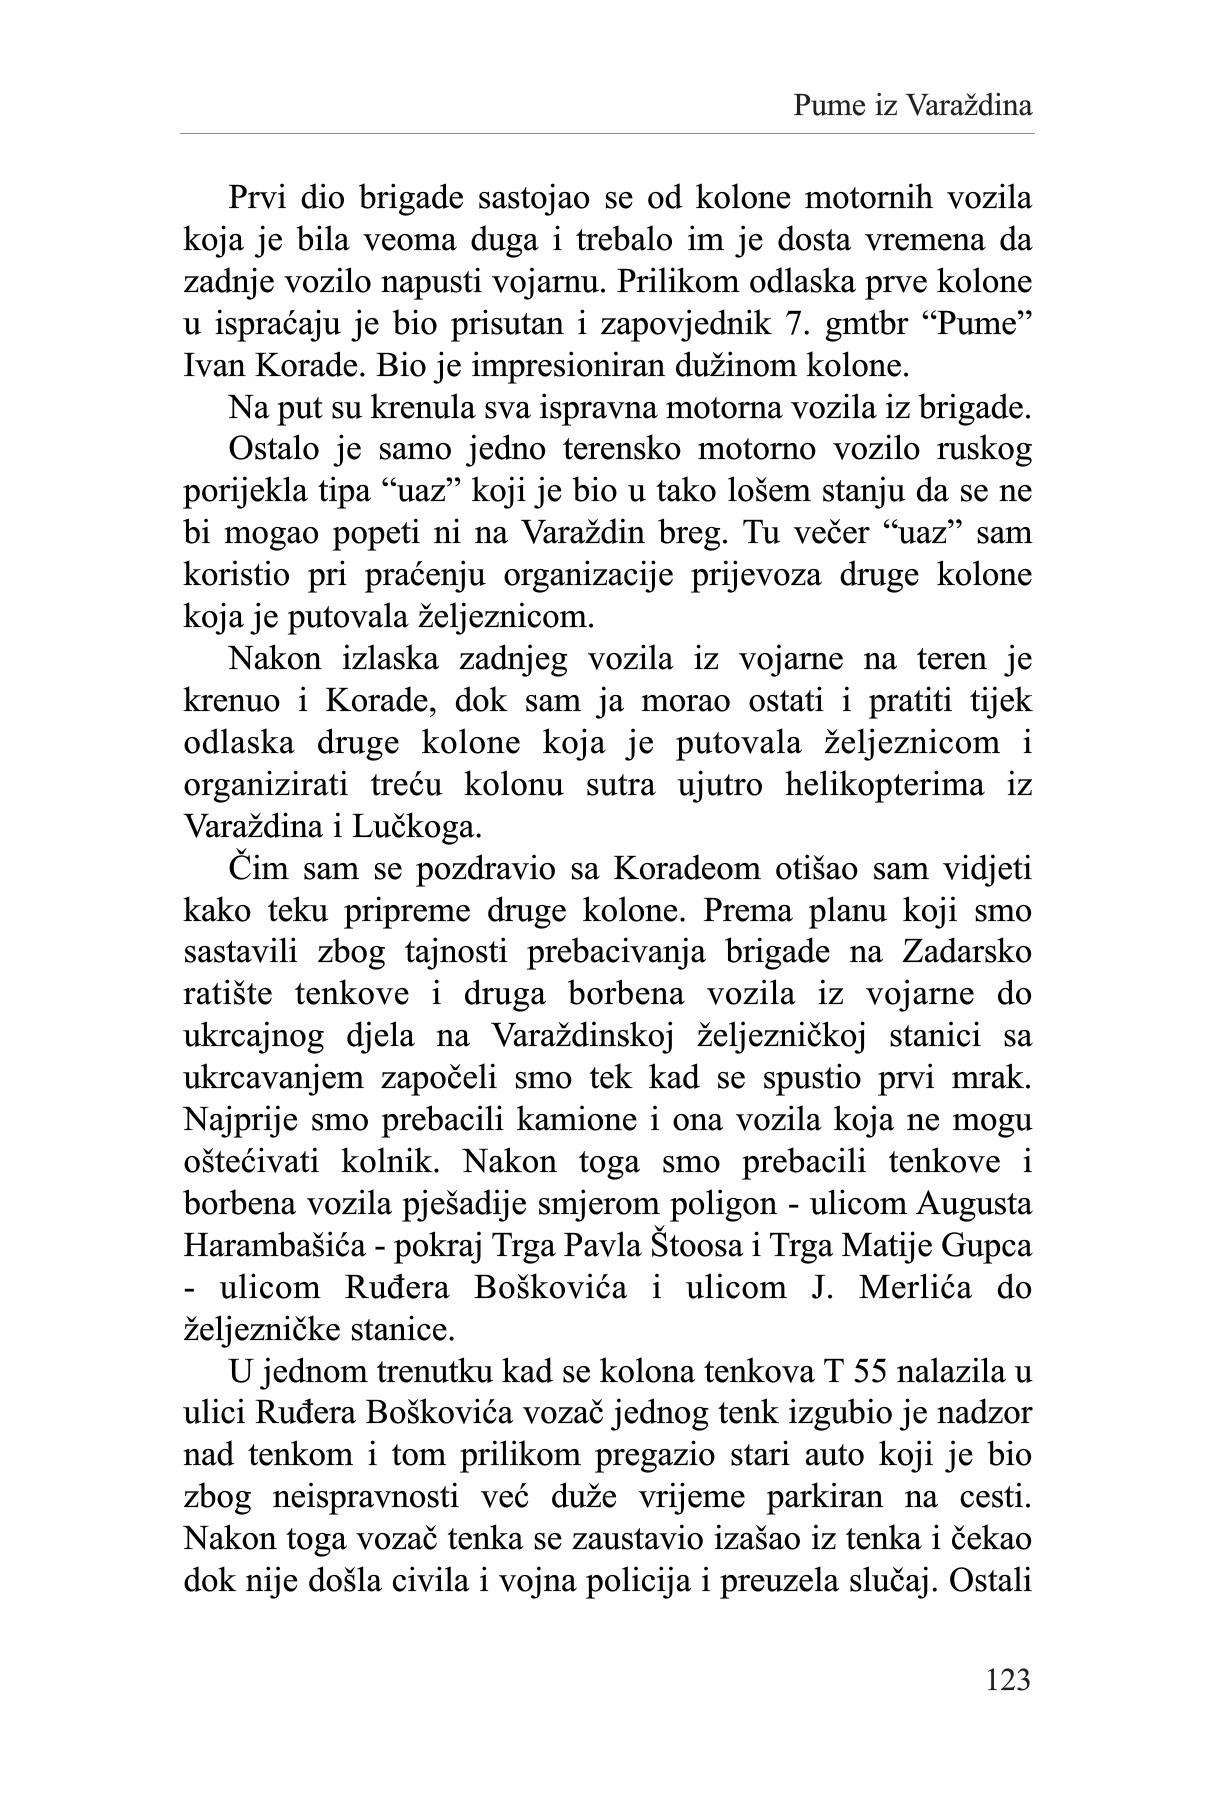 Pume iz Varaždina
Prvi dio brigade sastojao se od kolone motornih vozila
koja je bila veoma duga i trebalo im je dosta vremena da
zadnje vozilo napusti vojarnu. Prilikom odlaska prve kolone
u ispraćaju je bio prisutan i zapovjednik 7. gmtbr “Pume”
Ivan Korade. Bio je impresioniran dužinom kolone.
Na put su krenula sva ispravna motorna vozila iz brigade.
Ostalo je samo jedno terensko motorno vozilo ruskog
porijekla tipa “uaz” koji je bio u tako lošem stanju da se ne
bi mogao popeti ni na Varaždin breg. Tu večer “uaz” sam
koristio pri praćenju organizacije prijevoza druge kolone
koja je putovala željeznicom.
Nakon izlaska zadnjeg vozila iz vojarne na teren je
krenuo i Korade, dok sam ja morao ostati i pratiti tijek
odlaska druge kolone koja je putovala željeznicom i
organizirati treću kolonu sutra ujutro helikopterima iz
Varaždina i Lučkoga.
Čim sam se pozdravio sa Koradeom otišao sam vidjeti
kako teku pripreme druge kolone. Prema planu koji smo
sastavili zbog tajnosti prebacivanja brigade na Zadarsko
ratište tenkove i druga borbena vozila iz vojarne do
ukrcajnog djela na Varaždinskoj željezničkoj stanici sa
ukrcavanjem započeli smo tek kad se spustio prvi mrak.
Najprije smo prebacili kamione i ona vozila koja ne mogu
oštećivati kolnik. Nakon toga smo prebacili tenkove i
borbena vozila pješadije smjerom poligon - ulicom Augusta
Harambašića - pokraj Trga Pavla Štoosa i Trga Matije Gupca
- ulicom Ruđera Boškovića i ulicom J. Merlića do
željezničke stanice.
U jednom trenutku kad se kolona tenkova T 55 nalazila u
ulici Ruđera Boškovića vozač jednog tenk izgubio je nadzor
nad tenkom i tom prilikom pregazio stari auto koji je bio
zbog neispravnosti već duže vrijeme parkiran na cesti.
Nakon toga vozač tenka se zaustavio izašao iz tenka i čekao
dok nije došla civila i vojna policija i preuzela slučaj. Ostali
123